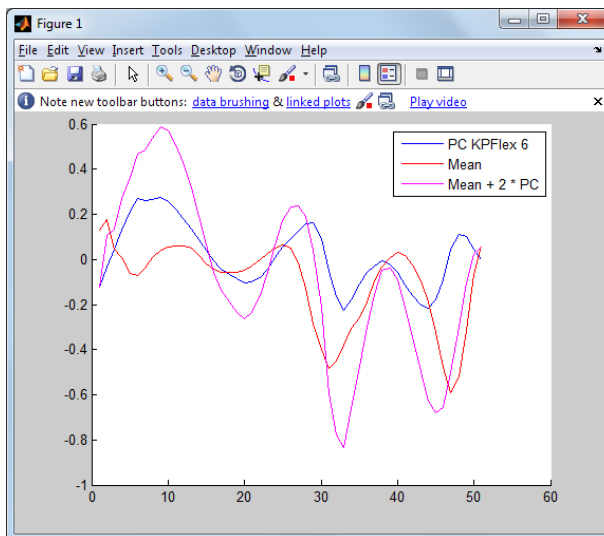 Figure 1
File Edit View Insert Tools Desktop Window Help
Note new toolbar buttons: data brushing & linked plots Play video
0.6
0.4
0.2
0
-0.2
-0.4
-0.6
-0.8
-1
PC KPFlex 6
Mean
Mean + 2 * PC
0 10 20 30 40 50 60